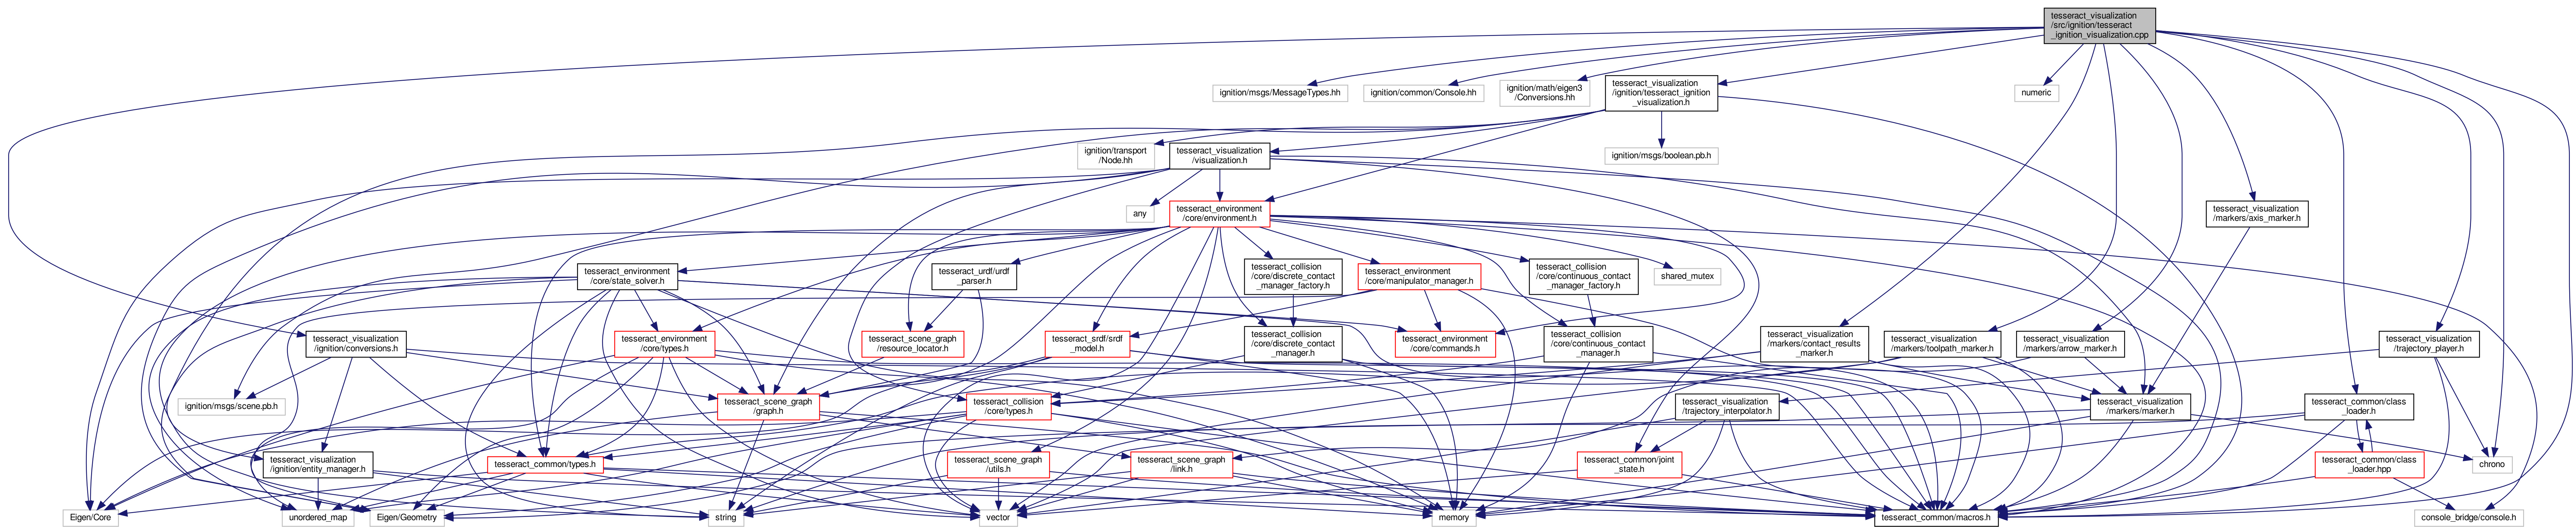 tesseract_visualization
/src/ignition/tesseract
_ignition_visualization.cpp
ignition/msgs/MessageTypes.hh
ignition/common/Console.hh
ignition/math/eigen3
/Conversions.hh
tesseract_visualization
/ignition/tesseract_ignition
_visualization.h
numeric
ignition/transport
/Node.hh
tesseract_visualization
/visualization.h
ignition/msgs/boolean.pb.h
any
tesseract_environment
/core/environment.h
tesseract_visualization
/markers/axis_marker.h
tesseract_environment
/core/state_solver.h
tesseract_urdf/urdf
_parser.h
tesseract_collision
/core/discrete_contact
_manager_factory.h
tesseract_environment
/core/manipulator_manager.h
tesseract_collision
/core/continuous_contact
_manager_factory.h
shared_mutex
tesseract_visualization
/ignition/conversions.h
tesseract_environment
/core/types.h
tesseract_scene_graph
/resource_locator.h
tesseract_srdf/srdf
_model.h
tesseract_collision
/core/discrete_contact
_manager.h
tesseract_environment
/core/commands.h
tesseract_collision
/core/continuous_contact
_manager.h
tesseract_visualization
/markers/contact_results
_marker.h
tesseract_visualization
/markers/toolpath_marker.h
tesseract_visualization
/markers/arrow_marker.h
tesseract_visualization
/trajectory_player.h
ignition/msgs/scene.pb.h
tesseract_scene_graph
/graph.h
tesseract_collision
/core/types.h
tesseract_visualization
/trajectory_interpolator.h
tesseract_visualization
/markers/marker.h
tesseract_common/class
_loader.h
tesseract_visualization
/ignition/entity_manager.h
tesseract_common/types.h
tesseract_scene_graph
/utils.h
tesseract_scene_graph
/link.h
tesseract_common/joint
_state.h
tesseract_common/class
_loader.hpp
chrono
Eigen/Core
unordered_map
Eigen/Geometry
string
vector
memory
tesseract_common/macros.h
console_bridge/console.h